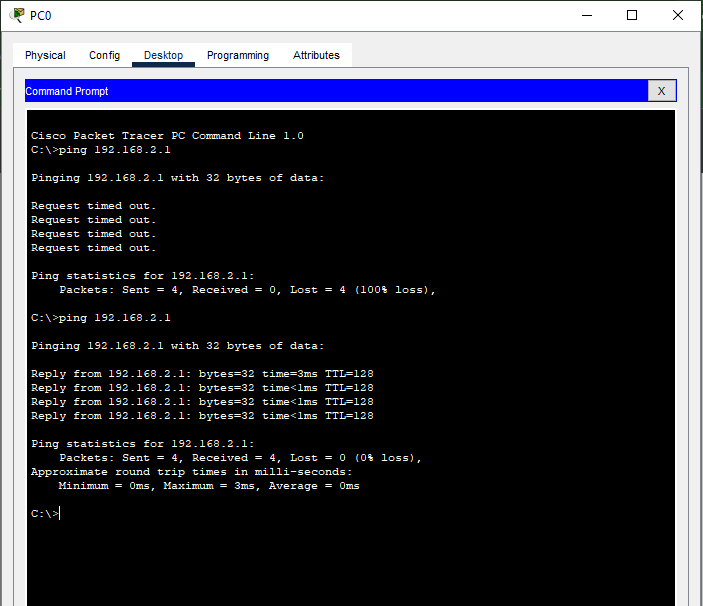 PC0
Physical Config Desktop Programming Attributes
Command Prompt X
Cisco Packet Tracer PC Command Line 1.0
C:\>ping 192.168.2.1
Pinging 192.168.2.1 with 32 bytes of data:
Request timed out.
Request timed out.
Request timed out.
Request timed out.
Ping statistics for 192.168.2.1:
Packets: Sent = 4, Received = 0, Lost = 4 (100% loss),
C:\>ping 192.168.2.1
Pinging 192.168.2.1 with 32 bytes of data:
Reply from 192.168.2.1: bytes=32 time=3ms TTL=128
Reply from 192.168.2.1: bytes=32 time<1ms TTL=128
Reply from 192.168.2.1: bytes=32 time<1ms TTL=128
Reply from 192.168.2.1: bytes=32 time<1ms TTL=128
Ping statistics for 192.168.2.1:
Packets: Sent = 4, Received = 4, Lost = 0 (0% loss),
Approximate round trip times in milli-seconds:
Minimum = 0ms, Maximum = 3ms, Average = 0ms
C:\>